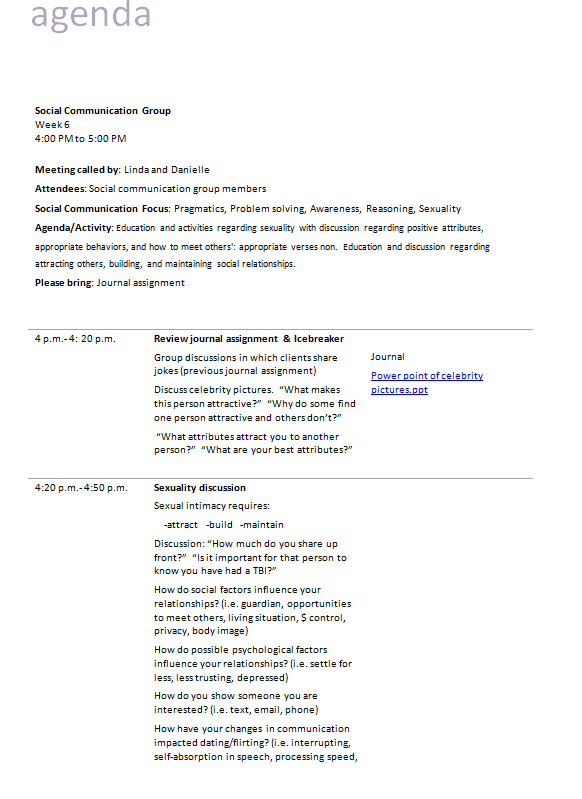 agenda
Social Communication Group
Week 6
4:00 PM to 5:00 PM
Meeting called by: Linda and Danielle
Attendees: Social communication group members
Social Communication Focus: Pragmatics, Problem solving, Awareness, Reasoning, Sexuality
Agenda/Activity: Education and activities regarding sexuality with discussion regarding positive attributes,
appropriate behaviors, and how to meet others': appropriate verses non. Education and discussion regarding
attracting others, building, and maintaining social relationships.
Please bring: Journal assignment
4 p.m.-4: 20 p.m.
Review journal assignment & Icebreaker
Group discussions in which clients share
jokes (previous journal assignment)
Discuss celebrity pictures. “What makes
this person attractive?” “Why do some find
one person attractive and others don’t?”
“What attributes attract you to another
person?” “What are your best attributes?”
Journal
Power point of celebrity
pictures.ppt
4:20 p.m.-4:50 p.m.
Sexuality discussion
Sexual intimacy requires:
-attract -build -maintain
Discussion: “How much do you share up
front?” “Is it important for that person to
know you have had a TBI?”
How do social factors influence your
relationships? (i.e. guardian, opportunities
to meet others, living situation, $ control,
privacy, body image)
How do possible psychological factors
influence your relationships? (i.e. settle for
less, less trusting, depressed)
How do you show someone you are
interested? (i.e. text, email, phone)
How have your changes in communication
impacted dating/flirting? (i.e. interrupting,
self-absorption in speech, processing speed,